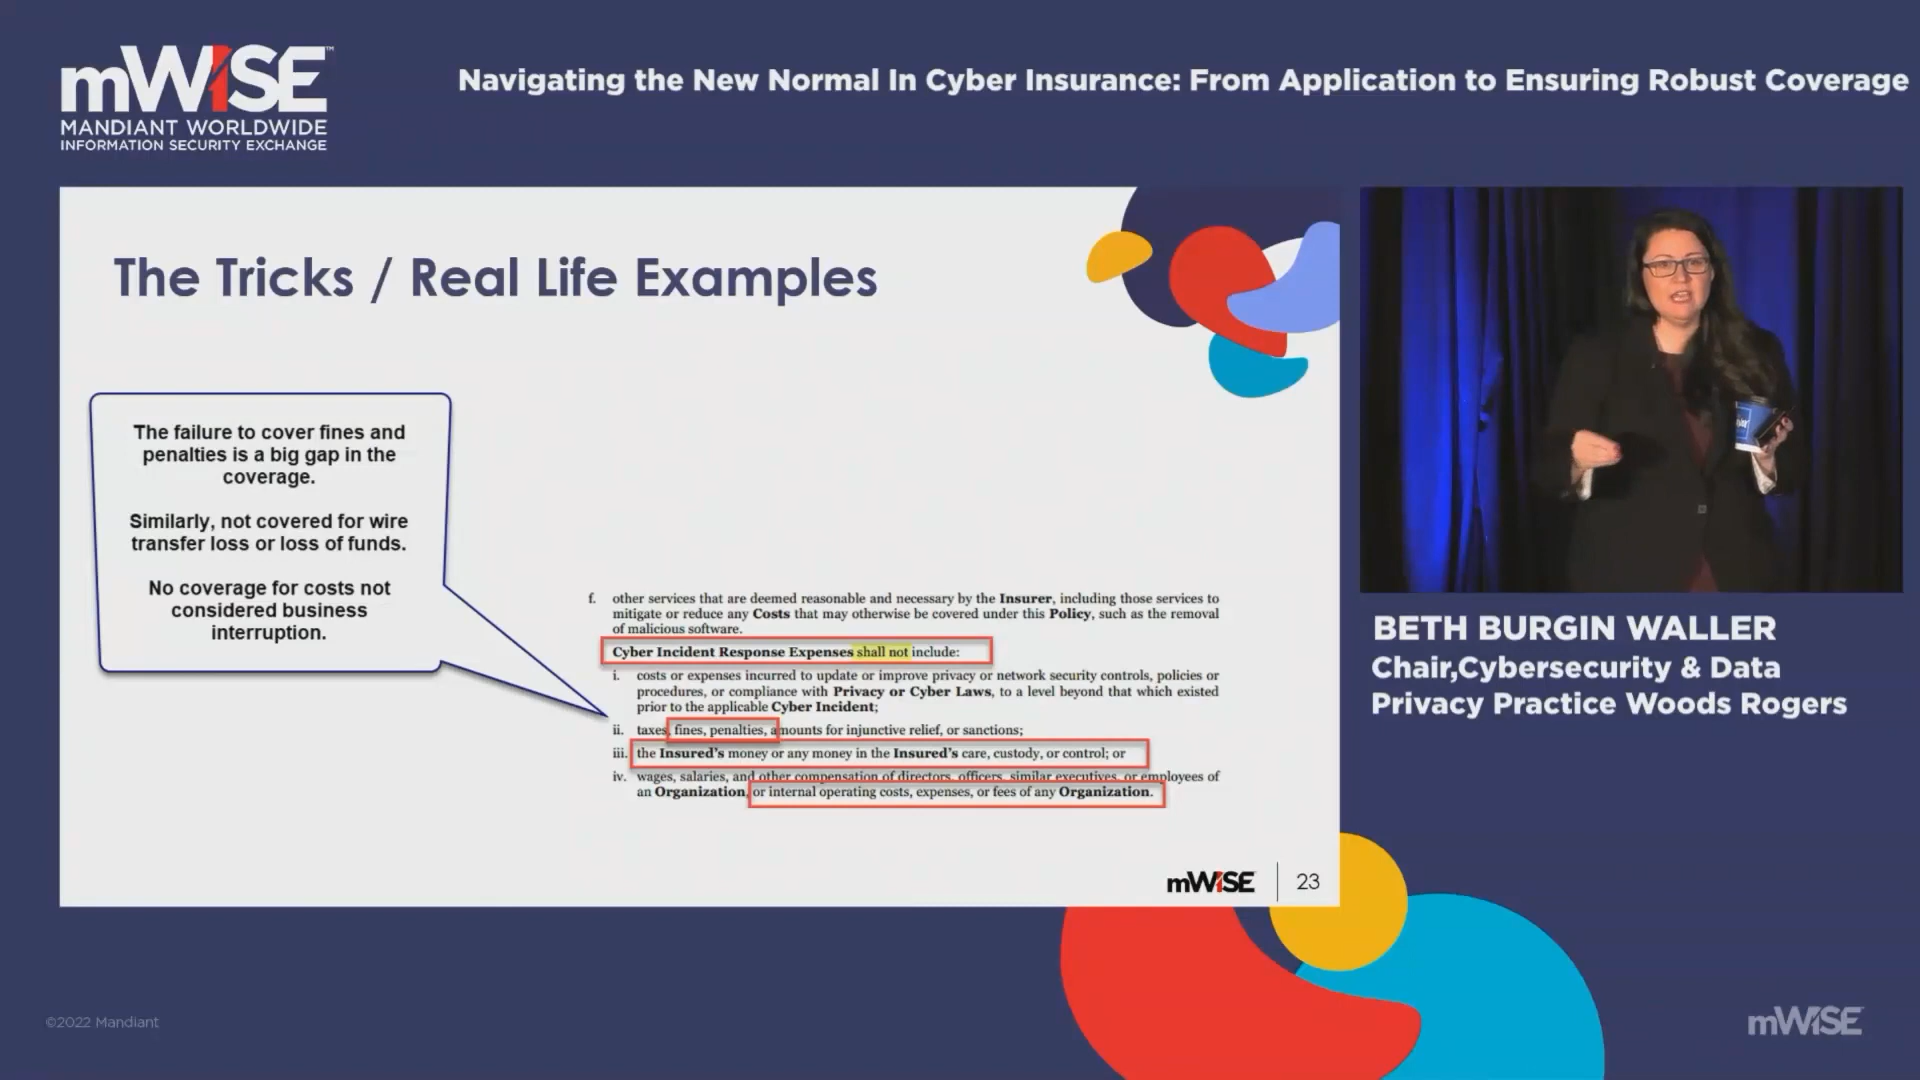 mWISE™
MANDIANT WORLDWIDE
INFORMATION SECURITY EXCHANGE
Navigating the New Normal In Cyber Insurance: From Application to Ensuring Robust Coverage
The Tricks / Real Life Examples
The failure to cover fines and
penalties is a big gap in the
coverage.
Similarly, not covered for wire
transfer loss or loss of funds.
No coverage for costs not
considered business
interruption.
f. other services that are deemed reasonable and necessary by the Insurer, including those services to
mitigate or reduce any Costs that may otherwise be covered under this Policy, such as the removal
of malicious software.
Cyber Incident Response Expenses shall not include:
i. costs or expenses incurred to update or improve privacy or network security controls, policies or
procedures, or compliance with Privacy or Cyber Laws, to a level beyond that which existed
prior to the applicable Cyber Incident;
ii. taxes, fines, penalties, amounts for injunctive relief, or sanctions;
iii. the Insured's money or any money in the Insured's care, custody, or control; or
iv. wages, salaries, and other compensation of directors, officers, similar executives, or employees of
an Organization, or internal operating costs, expenses, or fees of any Organization.
mWISE 23
BETH BURGIN WALLER
Chair,Cybersecurity & Data
Privacy Practice Woods Rogers
©2022 Mandiant
mWISE